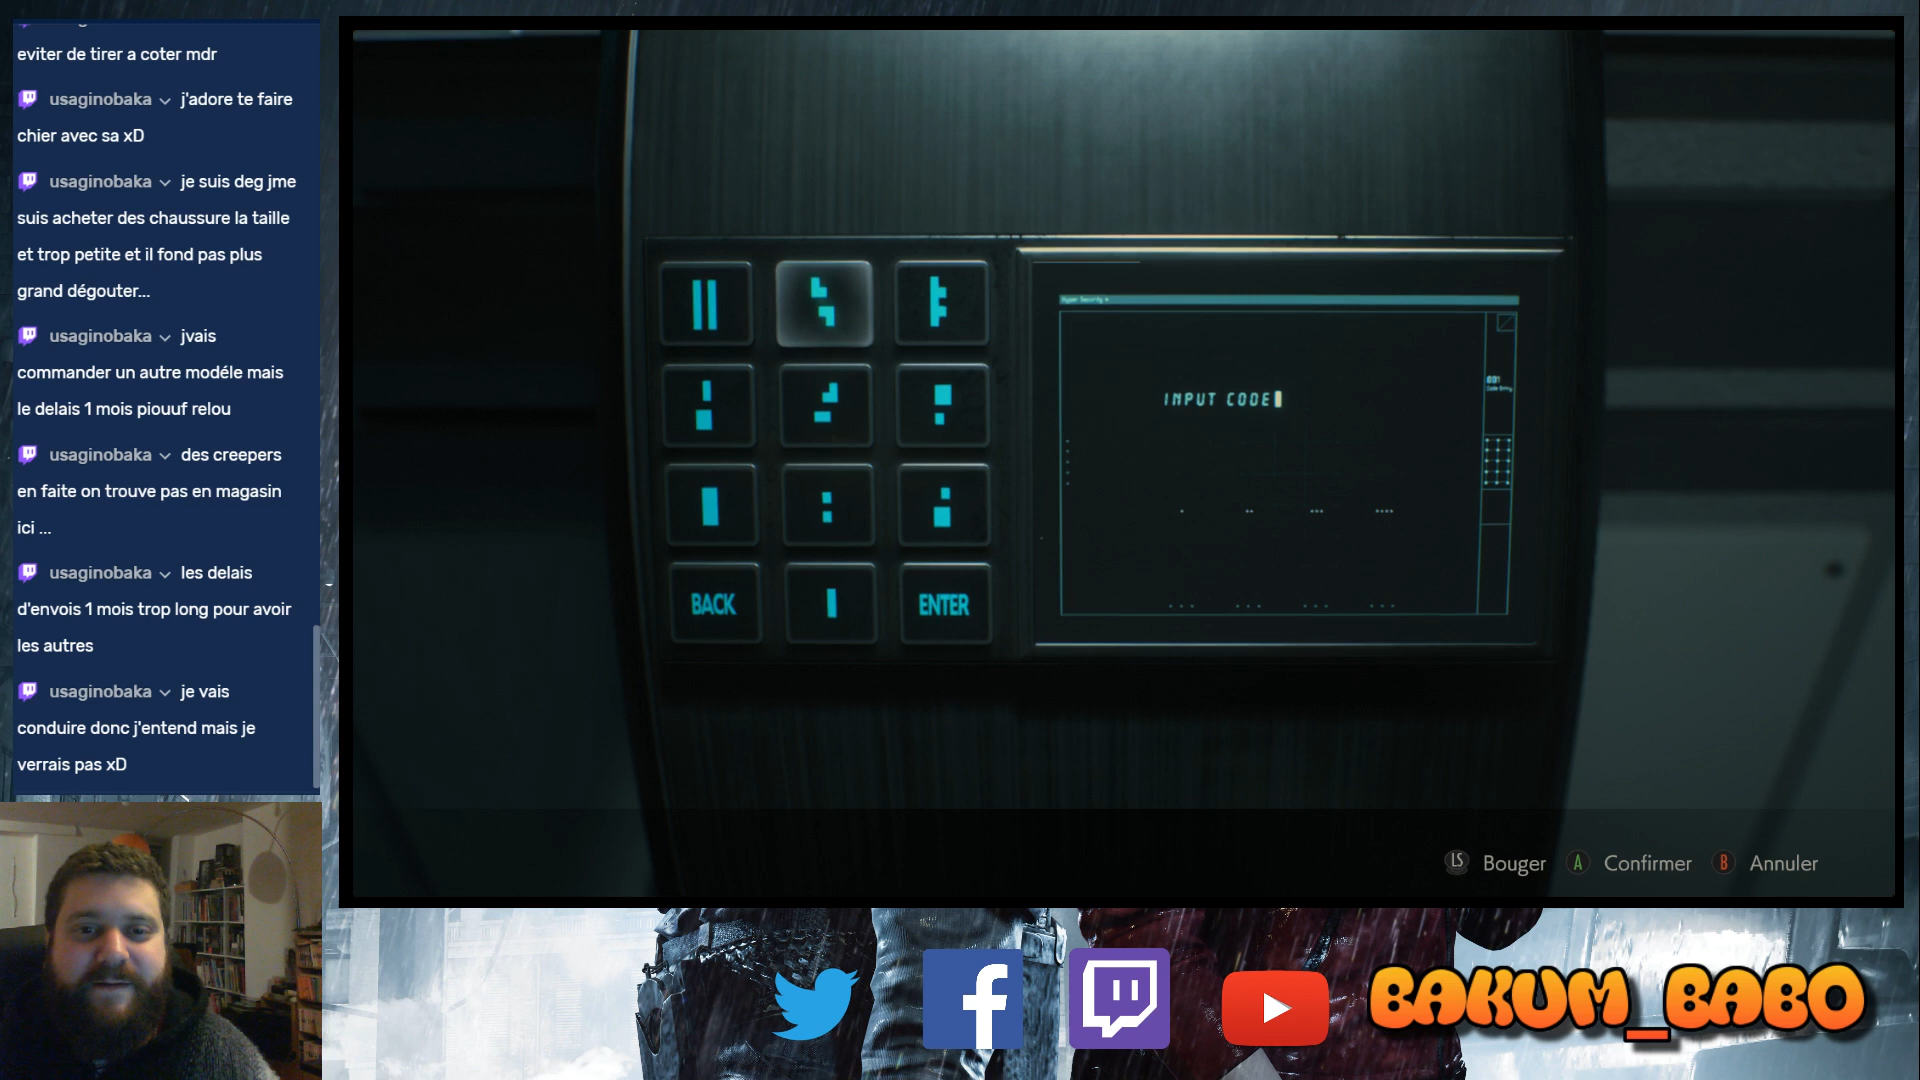 eviter de tirer a coter mdr
usaginobaka j'adore te faire
chier avec sa xD
usaginobaka je suis deg jme
suis acheter des chaussure la taille
et trop petite et il fond pas plus
grand dégouter...
usaginobaka jvais
commander un autre modéle mais
le delais 1 mois piouuf relou
usaginobaka des creepers
en faite on trouve pas en magasin
ici ...
usaginobaka les delais
d'envois 1 mois trop long pour avoir
les autres
usaginobaka je vais
conduire donc j'entend mais je
verrais pas xD
INPUT CODE
BACK
ENTER
LS Bouger A Confirmer B Annuler
BAKUM_BABO